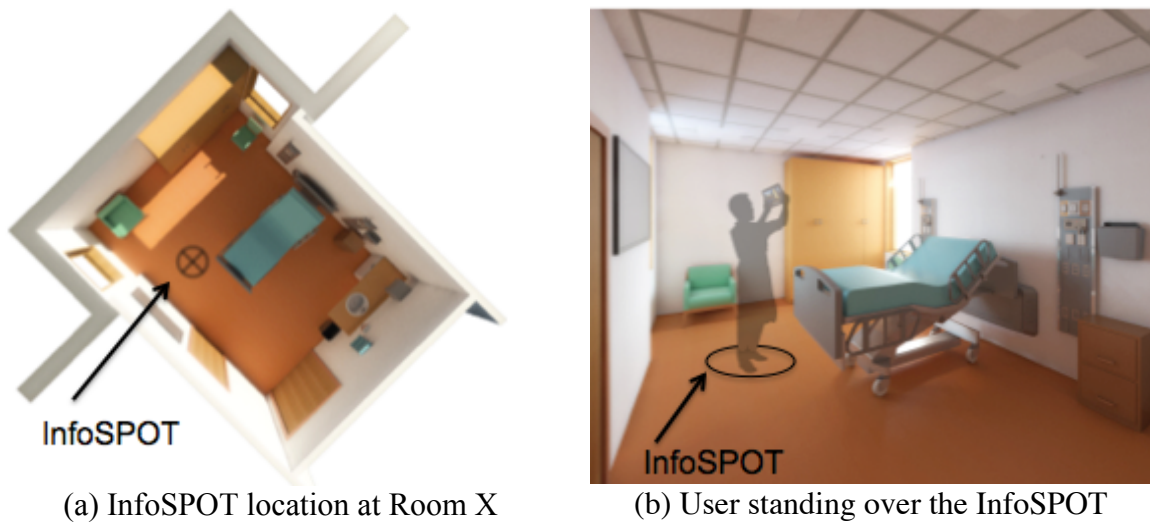 InfoSPOT
InfoSPOT
(a) InfoSPOT location at Room X
(b) User standing over the InfoSPOT